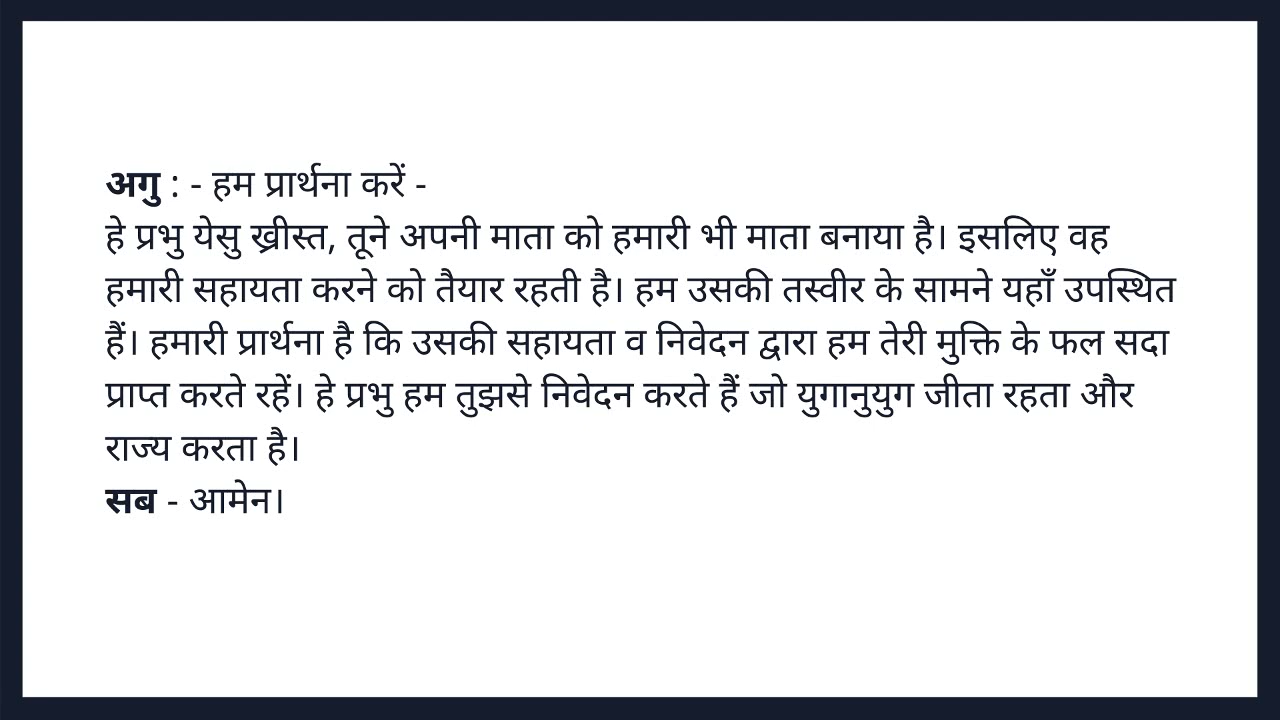 अगु : - हम प्रार्थना करें -
हे प्रभु येसु ख्रीस्त, तूने अपनी माता को हमारी भी माता बनाया है। इसलिए वह
हमारी सहायता करने को तैयार रहती है। हम उसकी तस्वीर के सामने यहाँ उपस्थित
हैं। हमारी प्रार्थना है कि उसकी सहायता व निवेदन द्वारा हम तेरी मुक्ति के फल सदा
प्राप्त करते रहें। हे प्रभु हम तुझसे निवेदन करते हैं जो युगानुयुग जीता रहता और
राज्य करता है।
सब - आमेन।